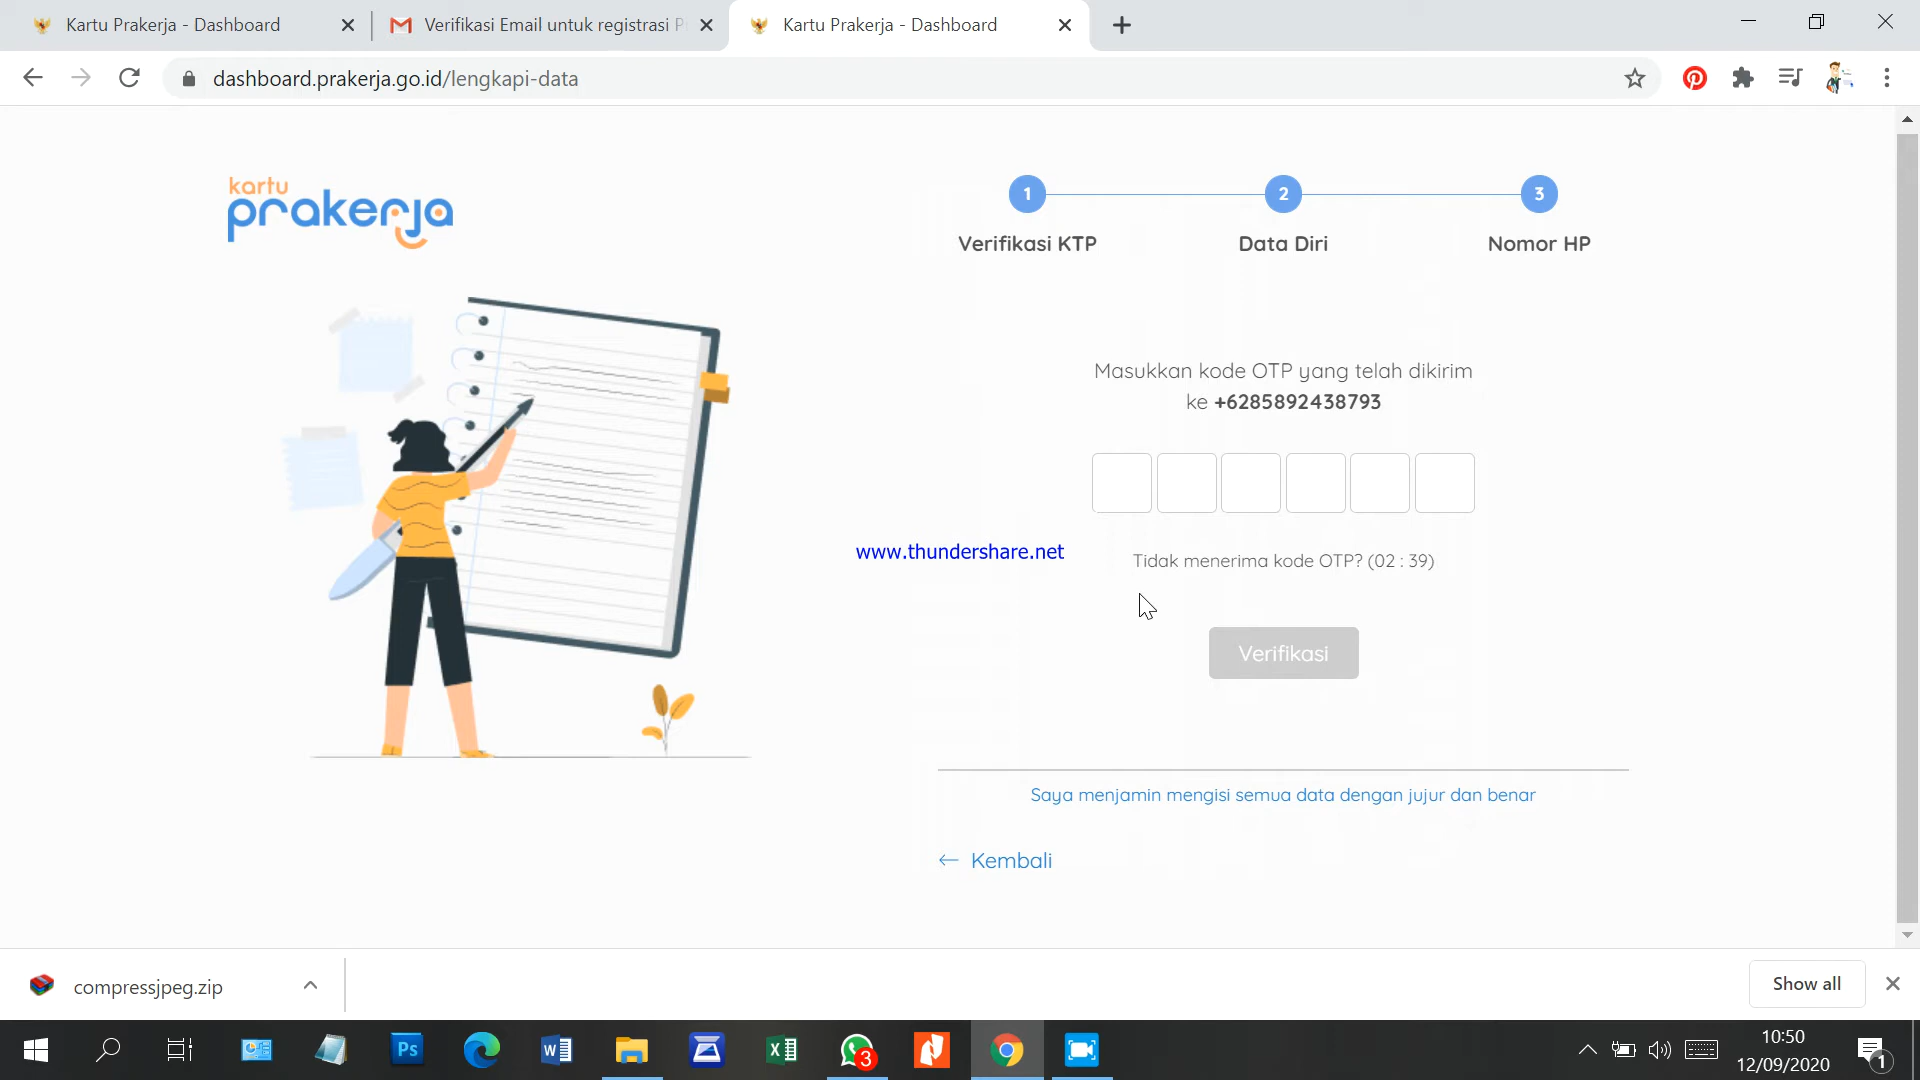 Kartu Prakerja - Dashboard
Verifikasi Email untuk registrasi P
Kartu Prakerja - Dashboard
dashboard.prakerja.go.id/lengkapi-data
kartu
prakerja
1
2
3
Verifikasi KTP
Data Diri
Nomor HP
Masukkan kode OTP yang telah dikirim
ke +6285892438793
www.thundershare.net
Tidak menerima kode OTP? (02 : 39)
Verifikasi
Saya menjamin mengisi semua data dengan jujur dan benar
← Kembali
compressjpeg.zip
Show all
Ps
3
10:50
12/09/2020
1